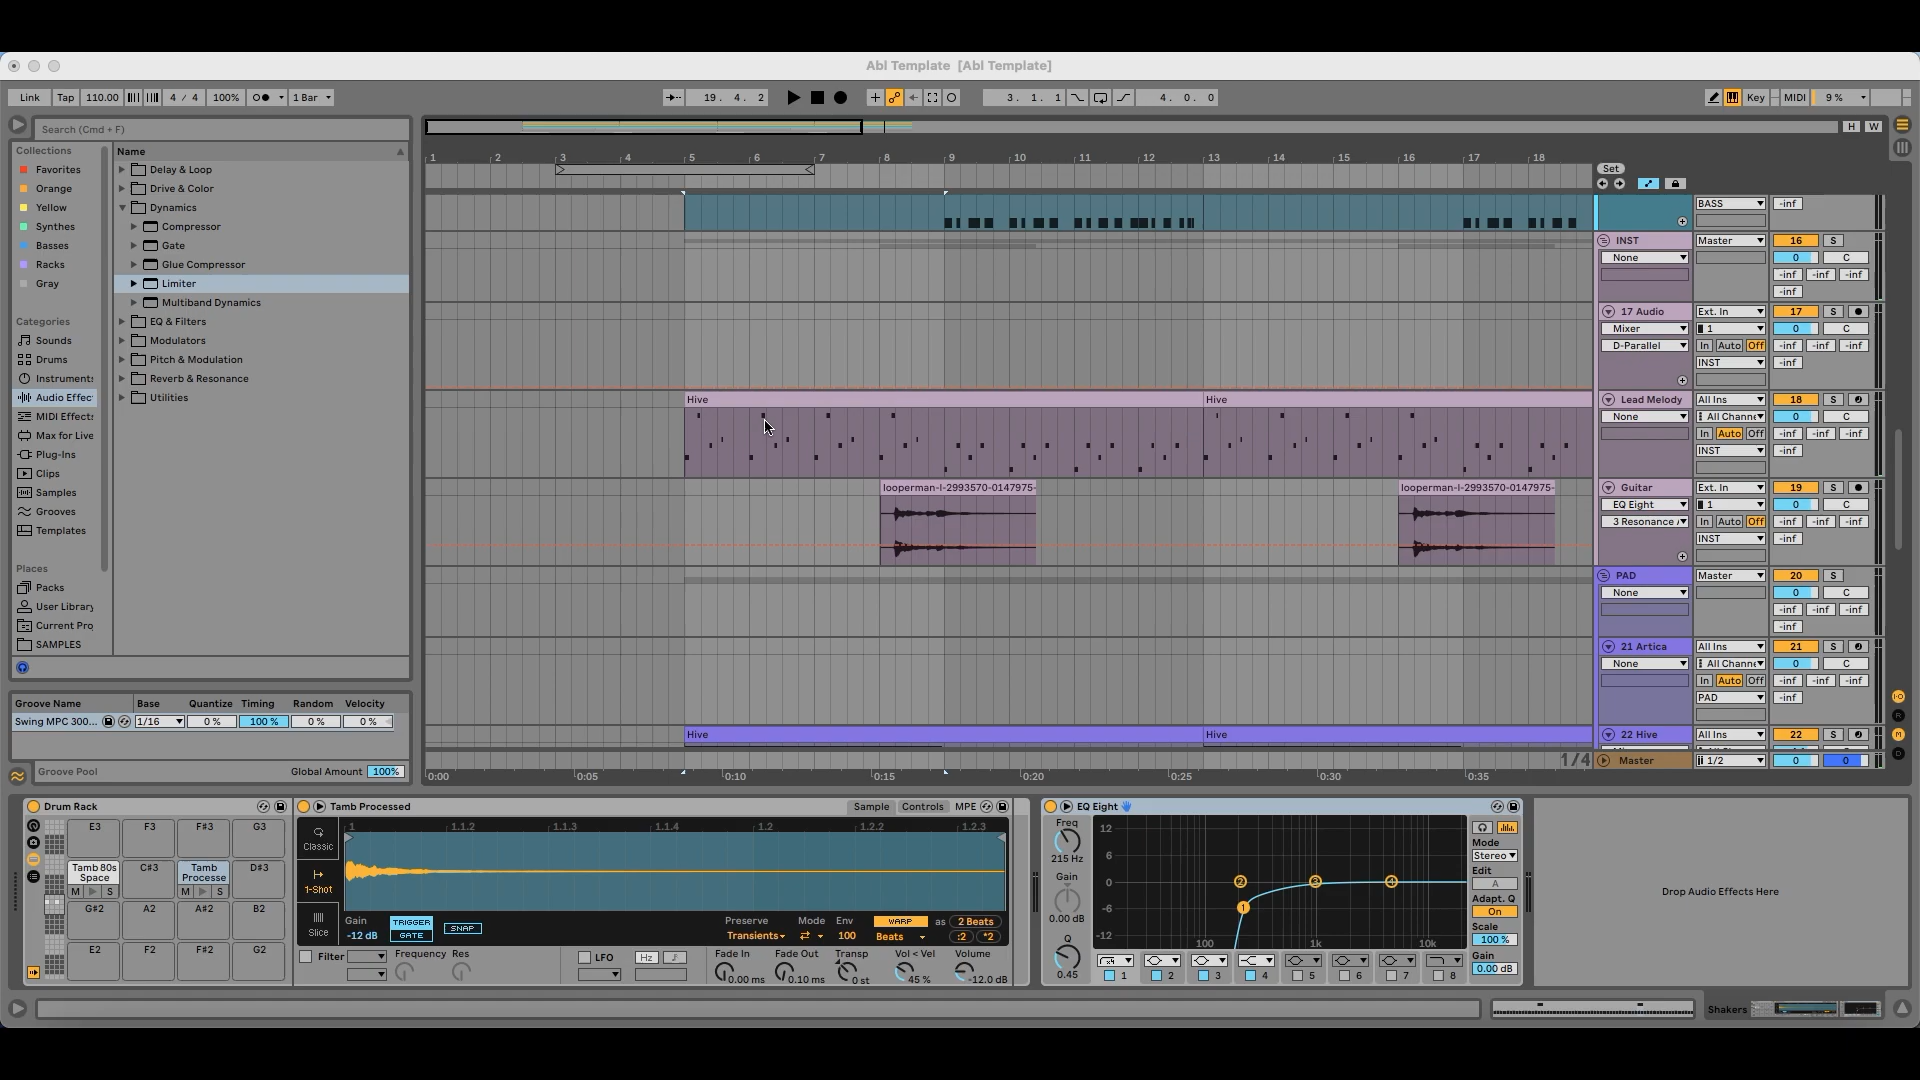 Abl Template [Abl Template]
Link Tap 110.00 4 / 4 100% 1 Bar 19. 4. 2 3. 1. 1 4. 0. 0 Key MIDI 9 %
Search (Cmd + F)
H W
Collections
Favorites
Orange
Yellow
Synthes
Basses
Racks
Gray
Categories
Sounds
Drums
Instruments
Audio Effec
MIDI Effects
Max for Live
Plug-Ins
Clips
Samples
Grooves
Templates
Places
Packs
User Library
Current Pro
SAMPLES
Name
Delay & Loop
Drive & Color
Dynamics
Compressor
Gate
Glue Compressor
Limiter
Multiband Dynamics
EQ & Filters
Modulators
Pitch & Modulation
Reverb & Resonance
Utilities
Groove Name Base Quantize Timing Random Velocity
Swing MPC 300... 1/16 0 % 100 % 0 % 0 %
Groove Pool Global Amount 100%
1 2 3 4 5 6 7 8 9 10 11 12 13 14 15 16 17 18
Set
BASS -inf
INST Master 16 S
None 0 C
-inf -inf -inf
-inf
17 Audio Ext. In 17 S
Mixer 1 0 C
D-Parallel In Auto Off -inf -inf -inf
INST -inf
Hive Hive
Lead Melody All Ins 18 S
None All Channe 0 C
In Auto Off -inf -inf -inf
INST -inf
looperman-l-2993570-0147975- looperman-l-2993570-0147975-
Guitar Ext. In 19 S
EQ Eight 1 0 C
3 Resonance In Auto Off -inf -inf -inf
INST -inf
PAD Master 20 S
None 0 C
-inf -inf -inf
-inf
21 Artica All Ins 21 S
None All Channe 0 C
In Auto Off -inf -inf -inf
PAD -inf
Hive Hive
22 Hive All Ins 22 S
1/4 Master 1/2 0 0
0:00 0:05 0:10 0:15 0:20 0:25 0:30 0:35
Drum Rack
E3 F3 F#3 G3
Tamb 80s Space C#3 Tamb Processe D#3
M S M S
G#2 A2 A#2 B2
E2 F2 F#2 G2
Tamb Processed Sample Controls MPE
1 1.1.2 1.1.3 1.1.4 1.2 1.2.2 1.2.3
Classic
1-Shot
Slice
Gain TRIGGER SNAP Preserve Mode Env WARP as 2 Beats
-12 dB GATE Transients 100 Beats :2 *2
Filter Frequency Res LFO Hz Fade In Fade Out Transp Vol < Vel Volume
0.00 ms 0.10 ms 0 st 45 % -12.0 dB
EQ Eight
Freq
215 Hz
Gain
0.00 dB
Q
0.45
12
6
0
-6
-12
1 2 3 4
100 1k 10k
1 2 3 4 5 6 7 8
Mode
Stereo
Edit
A
Adapt. Q
On
Scale
100 %
Gain
0.00 dB
Drop Audio Effects Here
Shakers